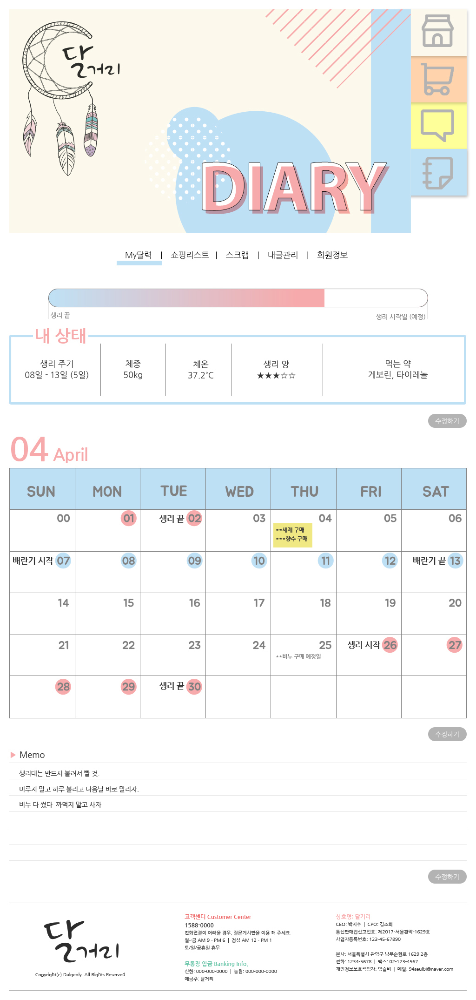 달거리
DIARY
My달력 | 쇼핑리스트 | 스크랩 | 내글관리 | 회원정보
생리 끝
생리 시작일 (예정)
내 상태
생리 주기
08일 - 13일 (5일)
체중
50kg
체온
37.2°C
생리 양
★★★☆☆
먹는 약
게보린, 타이레놀
수정하기
04 April
SUN MON TUE WED THU FRI SAT
00 01 생리 끝 02 03 04 05 06
**세제 구매
***향수 구매
배란기 시작 07 08 09 10 11 12 배란기 끝 13
14 15 16 17 18 19 20
21 22 23 24 25 생리 시작 26 27
**비누 구매 예정일
28 29 생리 끝 30
수정하기
▶ Memo
생리대는 반드시 불려서 빨 것.
미루지 말고 하루 불리고 다음날 바로 말리자.
비누 다 썼다. 까먹지 말고 사자.
수정하기
달거리
Copyright(c) Dalgeoly. All Rights Reserved.
고객센터 Customer Center
1588-0000
전화연결이 어려울 경우, 질문게시판을 이용 해 주세요.
월~금 AM 9 - PM 6 | 점심 AM 12 - PM 1
토/일/공휴일 휴무
무통장 입금 Banking Info.
신한: 000-000-0000 | 농협: 000-000-0000
예금주: 달거리
상호명: 달거리
CEO: 박지수 | CPO: 김소희
통신판매업신고번호: 제2017-서울관악-1629호
사업자등록번호: 123-45-67890
본사: 서울특별시 관악구 남부순환로 1629 2층
전화: 1234-5678 | 팩스: 02-123-4567
개인정보보호책임자: 임슬비 | 메일: 94seulbi@naver.com